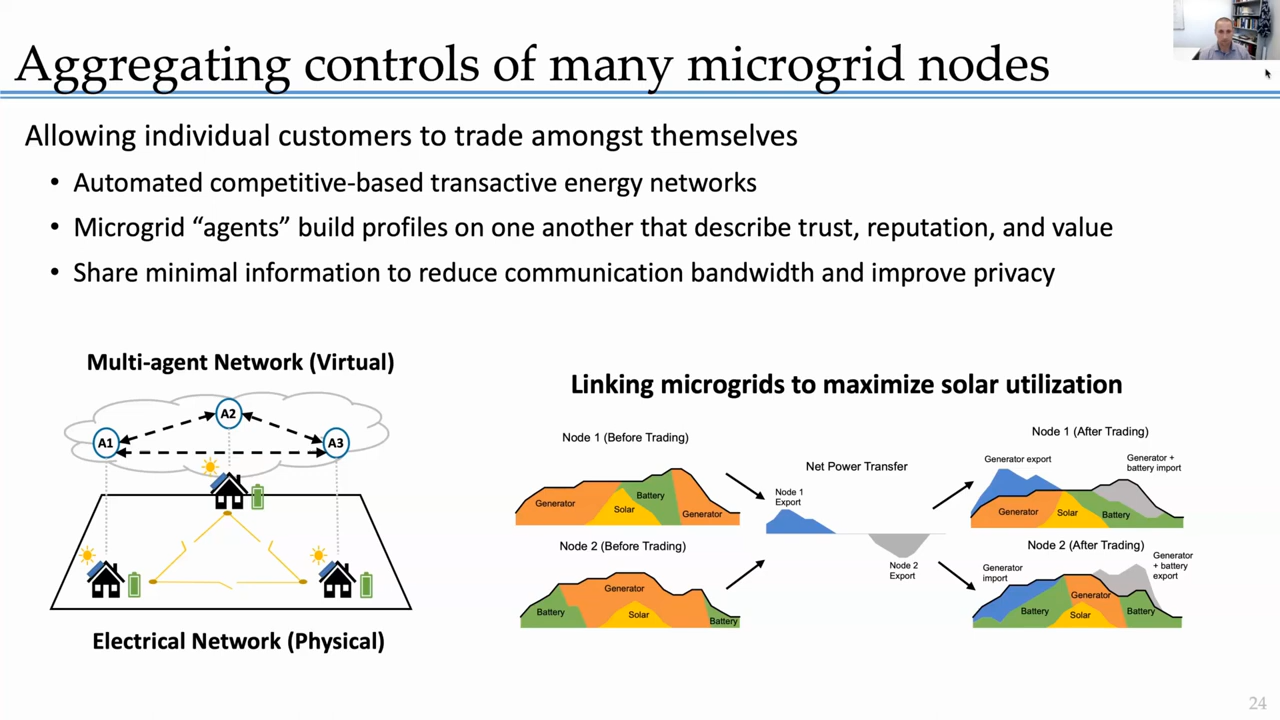 Aggregating controls of many microgrid nodes
Allowing individual customers to trade amongst themselves
• Automated competitive-based transactive energy networks
• Microgrid “agents” build profiles on one another that describe trust, reputation, and value
• Share minimal information to reduce communication bandwidth and improve privacy
Multi-agent Network (Virtual)
A2
A1
A3
Electrical Network (Physical)
Linking microgrids to maximize solar utilization
Node 1 (Before Trading)
Generator
Solar
Battery
Generator
Node 2 (Before Trading)
Battery
Generator
Solar
Battery
Net Power Transfer
Node 1
Export
Node 2
Export
Node 1 (After Trading)
Generator export
Generator +
battery import
Generator
Solar
Battery
Node 2 (After Trading)
Generator
import
Generator
+ battery
export
Battery
Generator
Solar
Battery
24